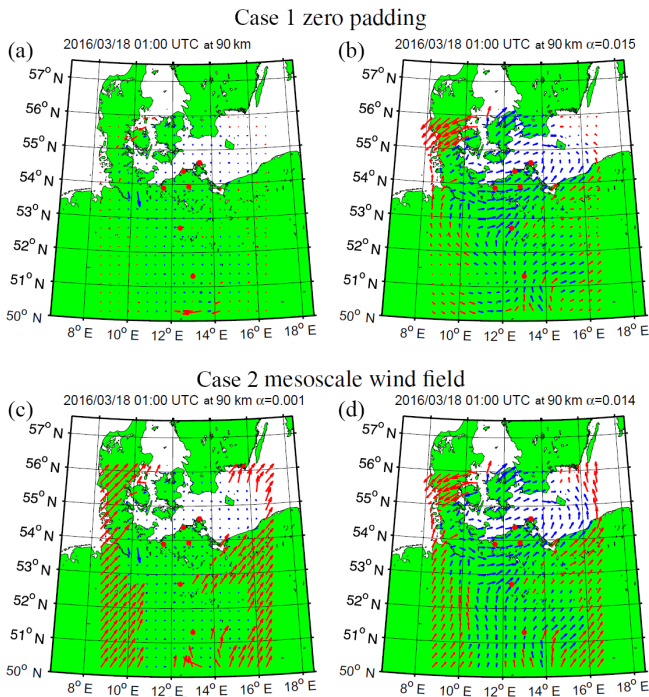 Case 1 zero padding
(a) 2016/03/18 01:00 UTC at 90 km
(b) 2016/03/18 01:00 UTC at 90 km α=0.015
57° N
56° N
55° N
54° N
53° N
52° N
51° N
50° N
8° E 10° E 12° E 14° E 16° E 18° E
57° N
56° N
55° N
54° N
53° N
52° N
51° N
50° N
8° E 10° E 12° E 14° E 16° E 18° E
Case 2 mesoscale wind field
(c) 2016/03/18 01:00 UTC at 90 km α=0.001
(d) 2016/03/18 01:00 UTC at 90 km α=0.014
57° N
56° N
55° N
54° N
53° N
52° N
51° N
50° N
8° E 10° E 12° E 14° E 16° E 18° E
57° N
56° N
55° N
54° N
53° N
52° N
51° N
50° N
8° E 10° E 12° E 14° E 16° E 18° E